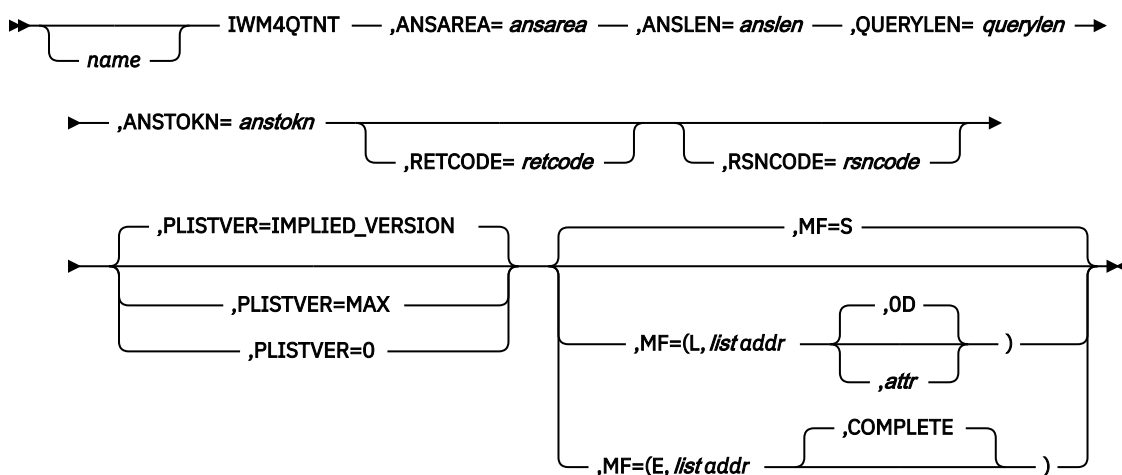 IWM4QTNT ,ANSAREA= ansarea ,ANSLEN= anslen ,QUERYLEN= querylen
name
,ANSTOKN= anstokn
,RETCODE= retcode ,RSNCODE= rsncode
,PLISTVER=IMPLIED_VERSION ,MF=S
,PLISTVER=MAX
,0D
,PLISTVER=0 ,MF=(L, list addr )
,attr
,COMPLETE
,MF=(E, list addr )